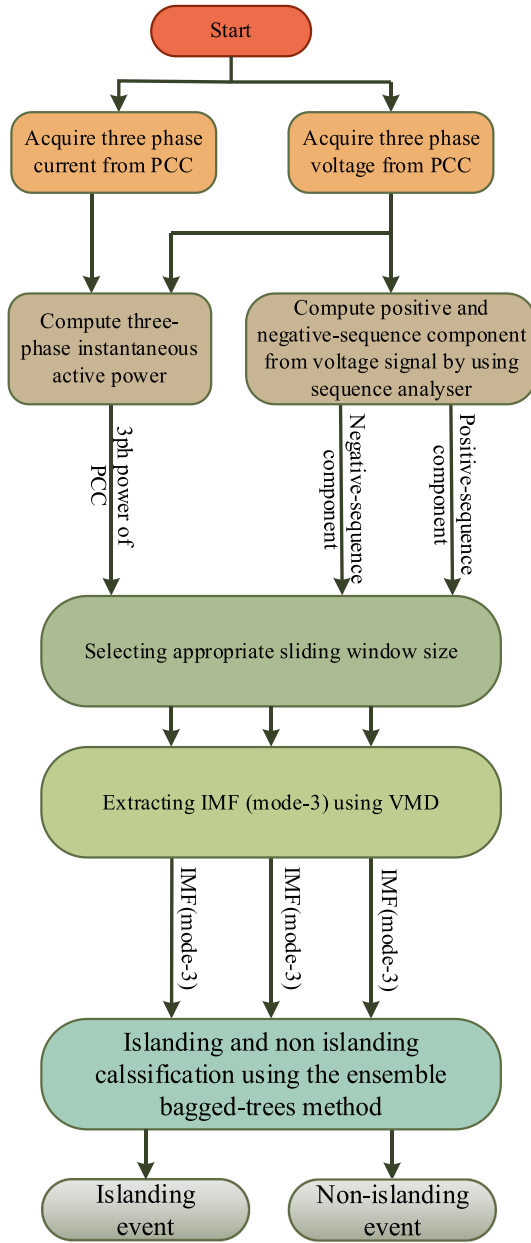 Start
Acquire three phase
current from PCC
Acquire three phase
voltage from PCC
Compute three-
phase instantaneous
active power
Compute positive and
negative-sequence component
from voltage signal by using
sequence analyser
3ph power of
PCC
Negative-sequence
component
Positive-sequence
component
Selecting appropriate sliding window size
Extracting IMF (mode-3) using VMD
IMF(mode-3)
IMF(mode-3)
IMF(mode-3)
Islanding and non islanding
calssification using the ensemble
bagged-trees method
Islanding
event
Non-islanding
event